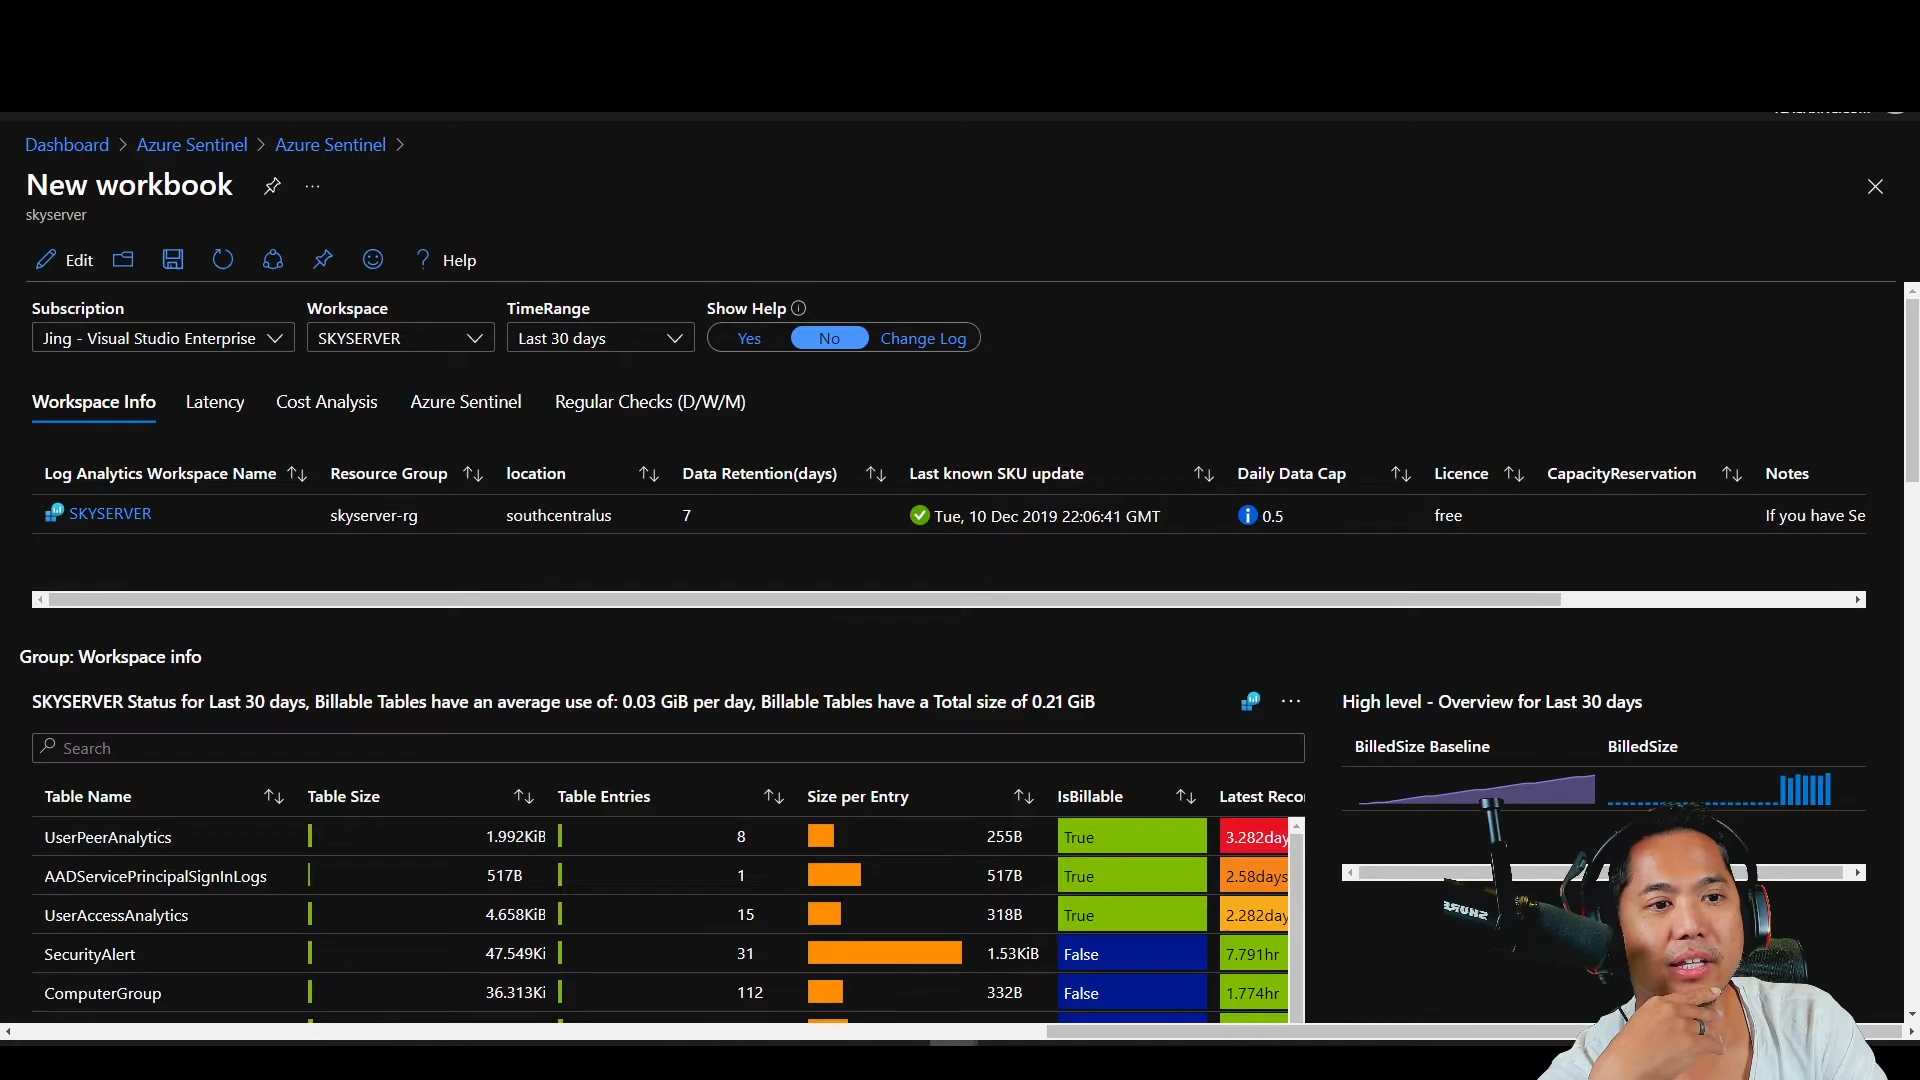 Dashboard > Azure Sentinel > Azure Sentinel >
New workbook ...
skyserver
Edit ? Help
Subscription Workspace TimeRange Show Help
Jing - Visual Studio Enterprise SKYSERVER Last 30 days Yes No Change Log
Workspace Info Latency Cost Analysis Azure Sentinel Regular Checks (D/W/M)
Log Analytics Workspace Name Resource Group location Data Retention(days) Last known SKU update Daily Data Cap Licence CapacityReservation Notes
SKYSERVER skyserver-rg southcentralus 7 Tue, 10 Dec 2019 22:06:41 GMT 0.5 free If you have Se
Group: Workspace info
SKYSERVER Status for Last 30 days, Billable Tables have an average use of: 0.03 GiB per day, Billable Tables have a Total size of 0.21 GiB ...
High level - Overview for Last 30 days
Search
BilledSize Baseline BilledSize
Table Name Table Size Table Entries Size per Entry IsBillable Latest Recor
UserPeerAnalytics 1.992KiB 8 255B True 3.282day
AADServicePrincipalSignInLogs 517B 1 517B True 2.58days
UserAccessAnalytics 4.658KiB 15 318B True 2.282day
SecurityAlert 47.549Ki 31 1.53KiB False 7.791hr
ComputerGroup 36.313Ki 112 332B False 1.774hr
SHURE